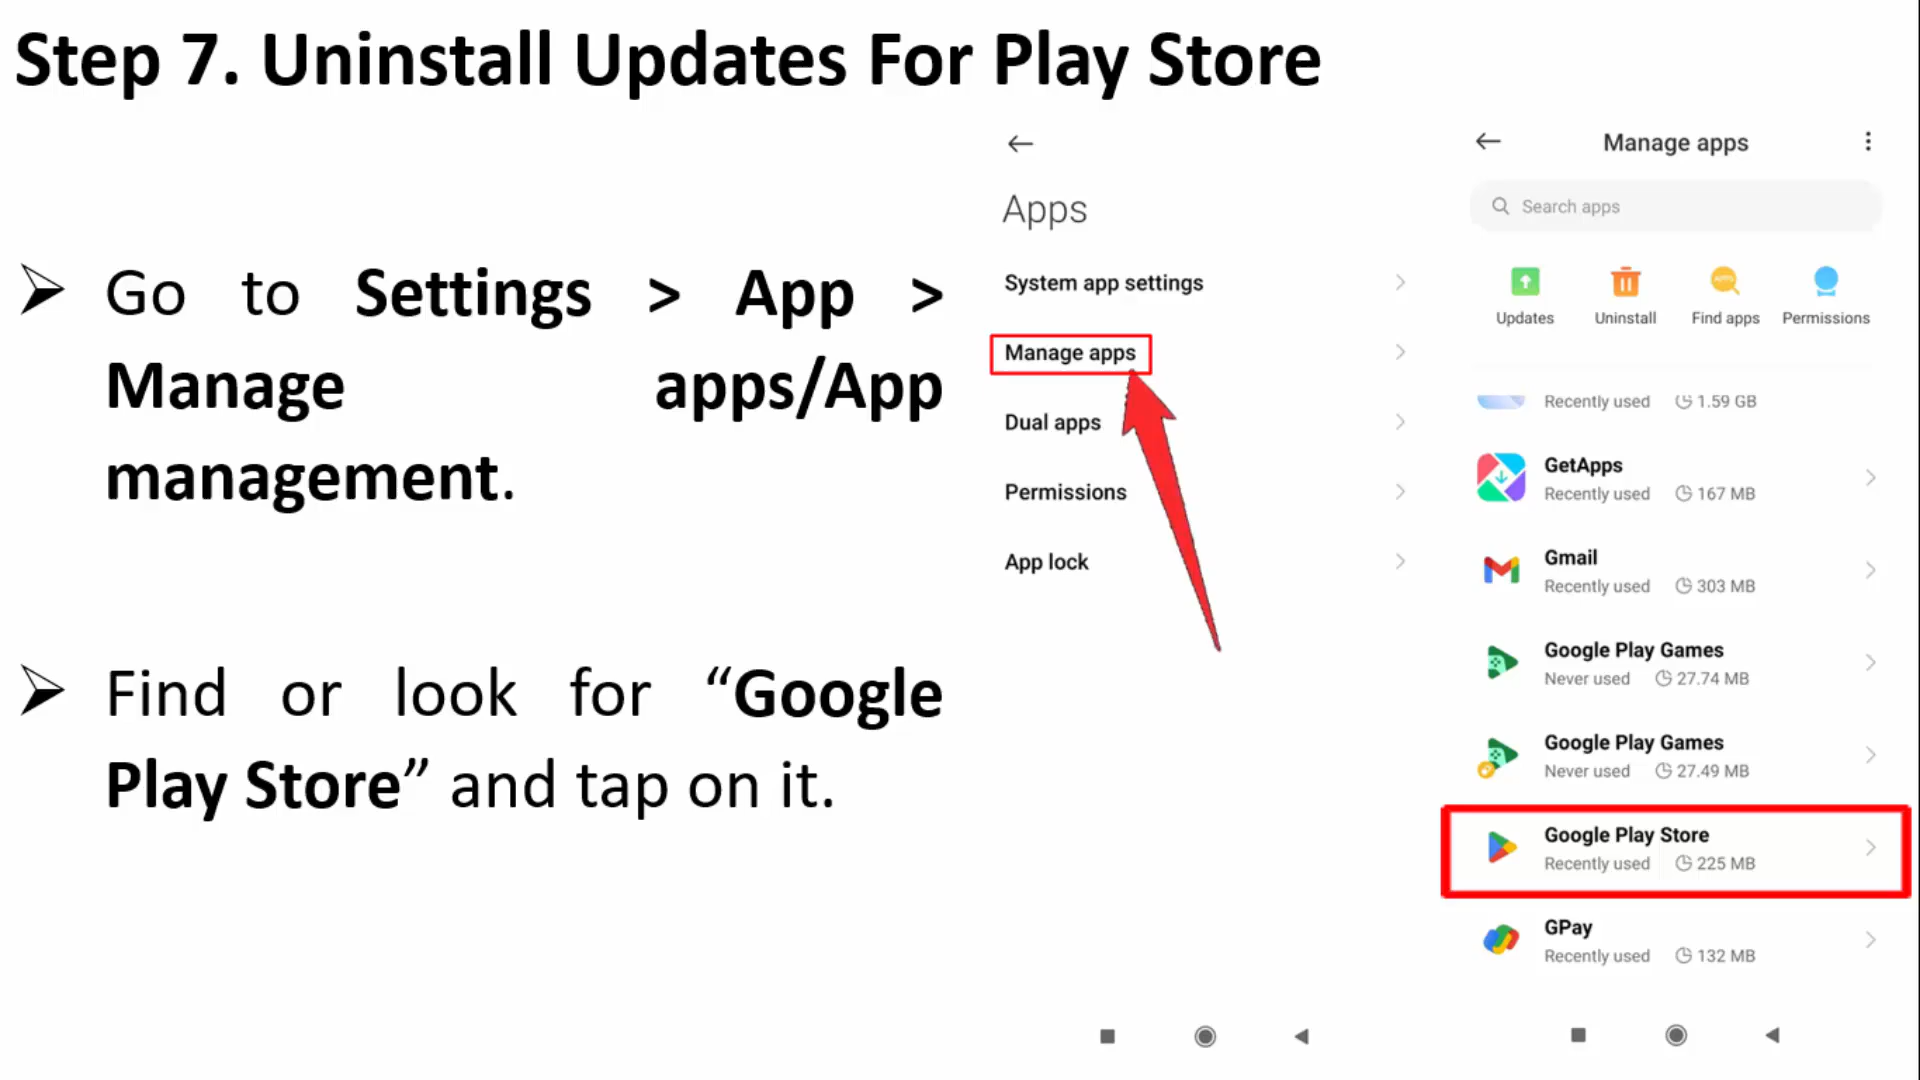 Step 7. Uninstall Updates For Play Store
Go to Settings > App >
Manage apps/App
management.
Find or look for “Google
Play Store” and tap on it.
Apps
System app settings
Manage apps
Dual apps
Permissions
App lock
Manage apps
Search apps
Updates Uninstall Find apps Permissions
Recently used 1.59 GB
GetApps
Recently used 167 MB
Gmail
Recently used 303 MB
Google Play Games
Never used 27.74 MB
Google Play Games
Never used 27.49 MB
Google Play Store
Recently used 225 MB
GPay
Recently used 132 MB